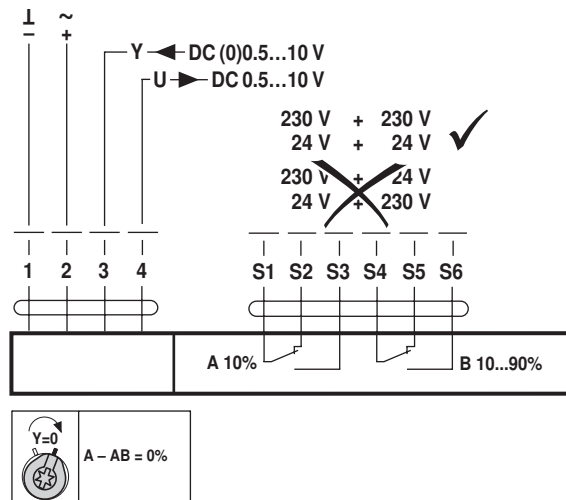 ⊥ ~
– +
Y DC (0)0.5...10 V
U DC 0.5...10 V
230 V + 230 V
24 V + 24 V
230 V + 24 V
24 V + 230 V
1 2 3 4 S1 S2 S3 S4 S5 S6
A 10% B 10...90%
Y=0
A – AB = 0%